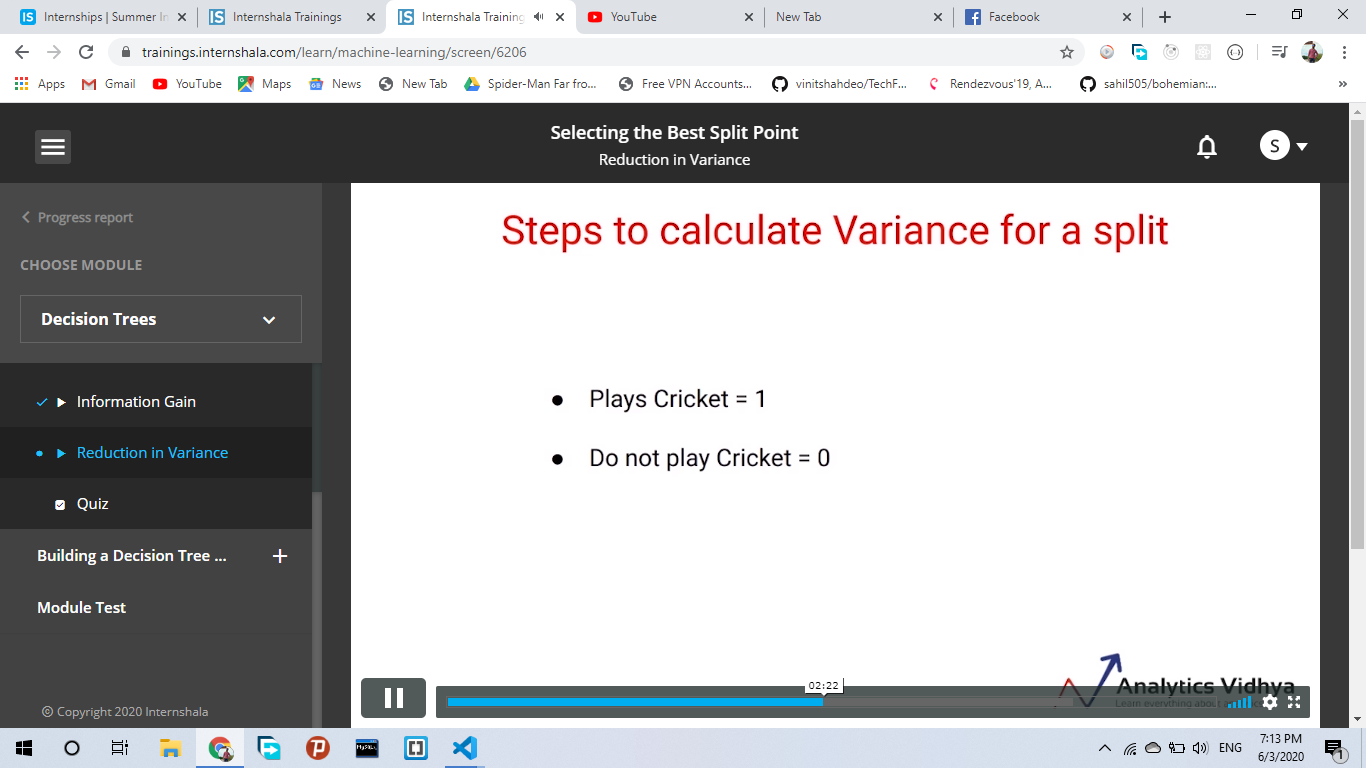 Internships | Summer In
Internshala Trainings
Internshala Training
YouTube
New Tab
Facebook
trainings.internshala.com/learn/machine-learning/screen/6206
Apps
Gmail
YouTube
Maps
News
New Tab
Spider-Man Far fro...
Free VPN Accounts...
vinitshahdeo/TechF...
Rendezvous'19, A...
sahil505/bohemian:...
Selecting the Best Split Point
Reduction in Variance
S
Progress report
CHOOSE MODULE
Decision Trees
Information Gain
Reduction in Variance
Quiz
Building a Decision Tree ...
Module Test
© Copyright 2020 Internshala
Steps to calculate Variance for a split
● Plays Cricket = 1
● Do not play Cricket = 0
02:22
Analytics Vidhya
Learn everything about
ENG
7:13 PM
6/3/2020
1